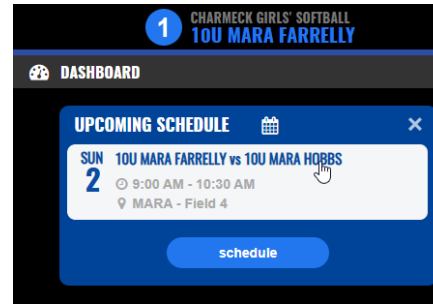 1
CHARMECK GIRLS' SOFTBALL
10U MARA FARRELLY
DASHBOARD
UPCOMING SCHEDULE
×
SUN
2
10U MARA FARRELLY vs 10U MARA HOBBS
9:00 AM - 10:30 AM
MARA - Field 4
schedule